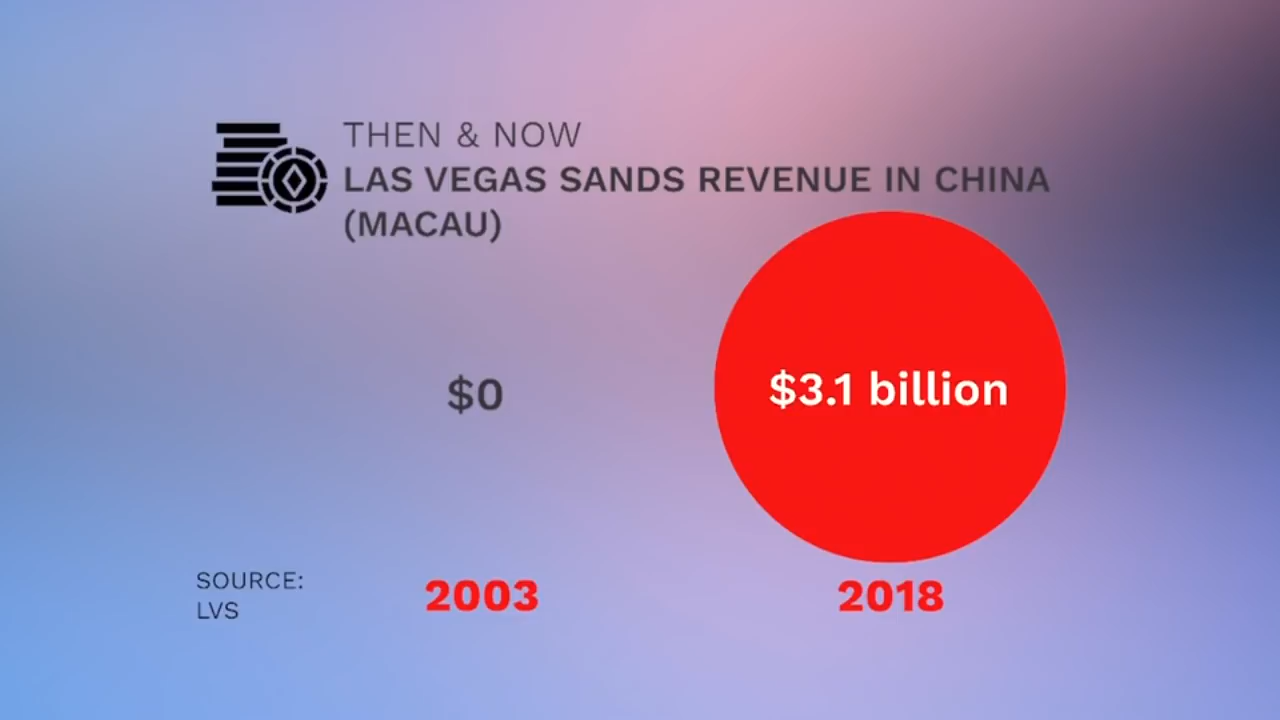 THEN & NOW
LAS VEGAS SANDS REVENUE IN CHINA
(MACAU)
$0
$3.1 billion
SOURCE:
LVS
2003
2018